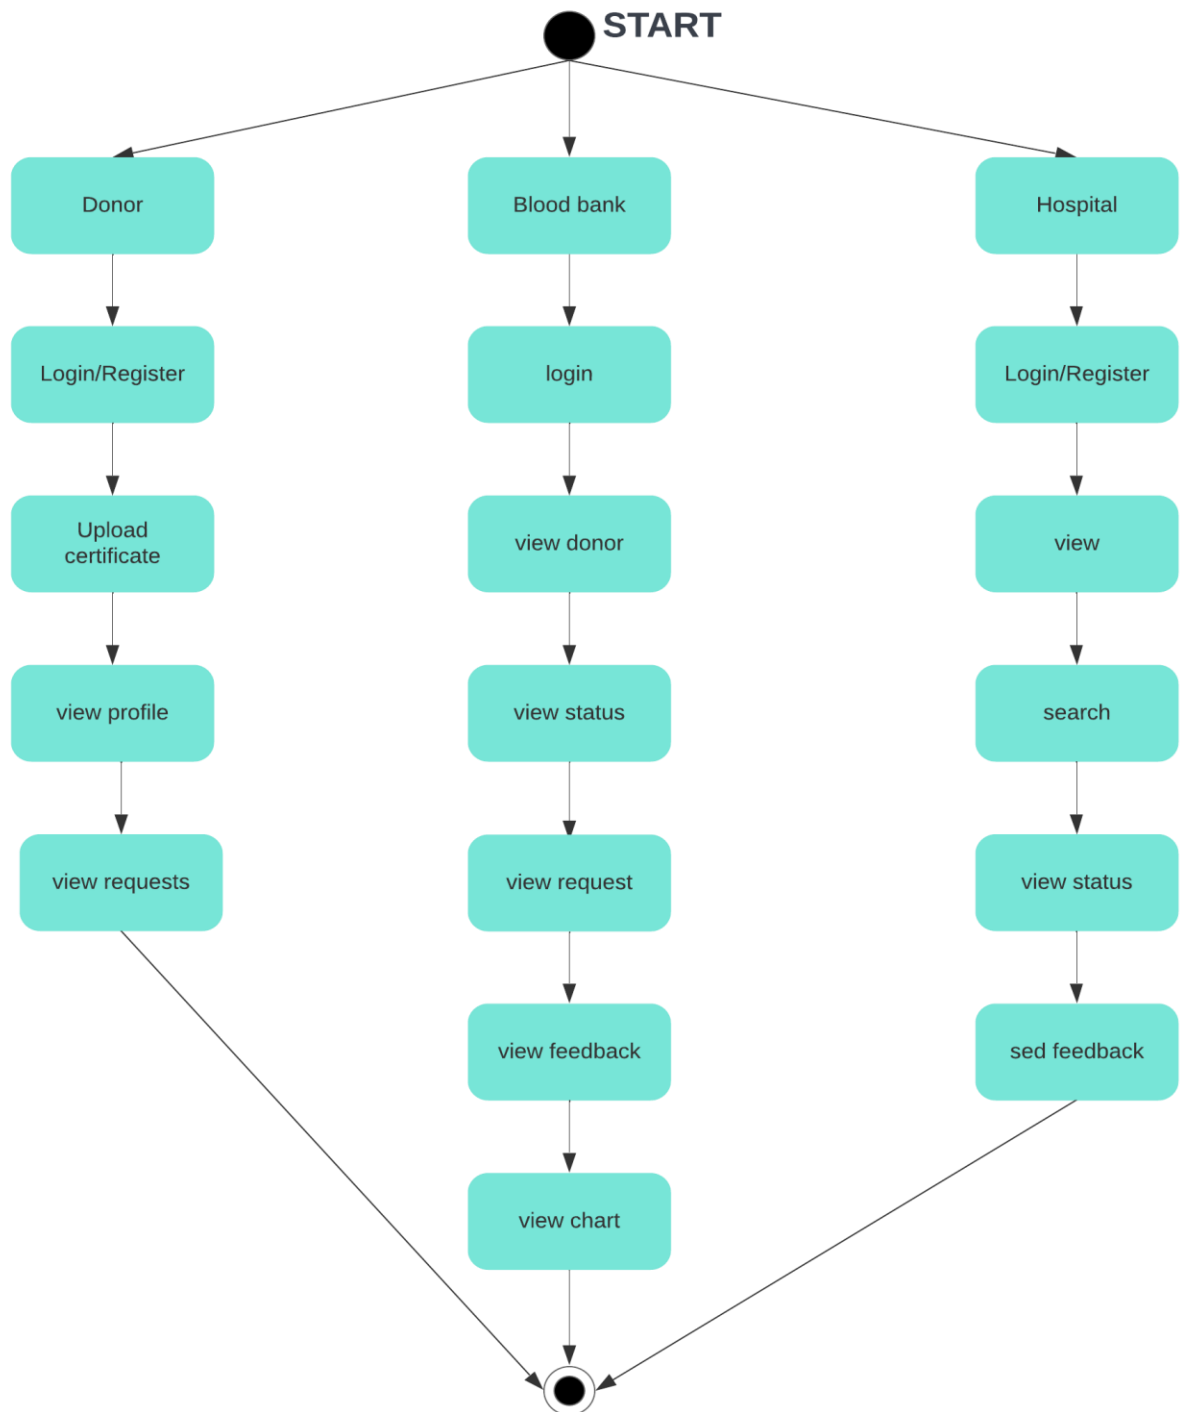 START
Donor
Blood bank
Hospital
Login/Register
login
Login/Register
Upload
certificate
view donor
view
view profile
view status
search
view requests
view request
view status
view feedback
sed feedback
view chart